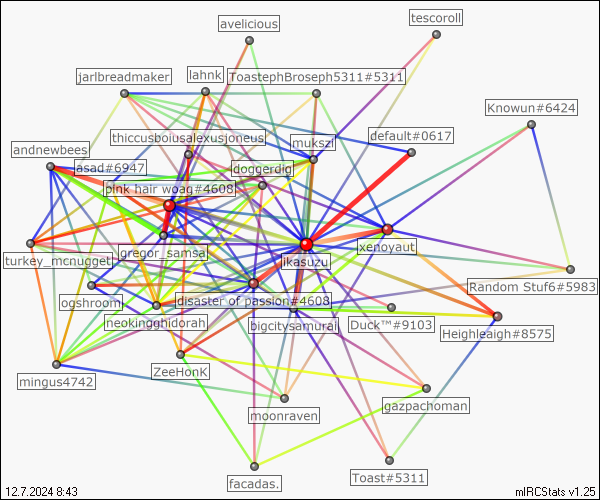 avelicious
tescoroll
jarlbreadmaker
lahnk
ToastephBroseph5311#5311
Knowun#6424
thiccusboiusalexusjoneus
mukszl
default#0617
andnewbees
asad#6947
doggerdig
pink hair woag#4608
turkey_mcnugget
gregor_samsa
ikasuzu
xenoyaut
ogshroom
disaster of passion#4608
Random Stuf6#5983
neokingghidorah
bigcitysamurai
Duck™#9103
Heighleigh#8575
mingus4742
ZeeHonK
moonraven
gazpachoman
facadas.
Toast#5311
12.7.2024 8:43
mIRCStats v1.25